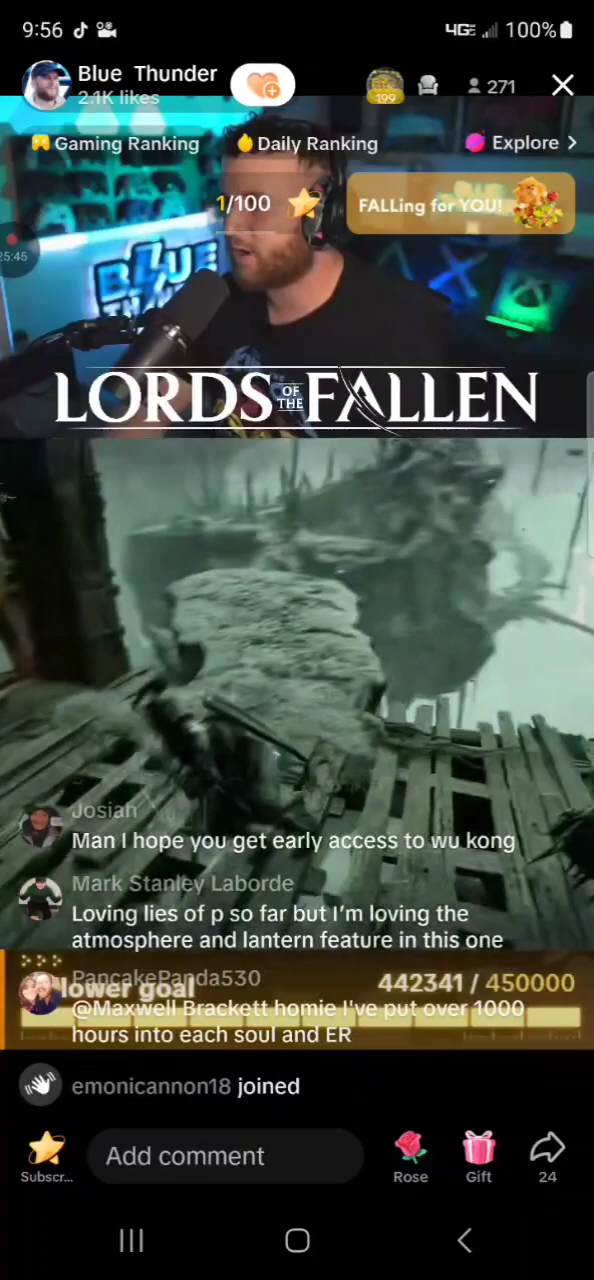 9:56
4GE 100%
Blue Thunder
2.1K likes
199
271
Gaming Ranking
Daily Ranking
Explore >
1/100
FALLing for YOU!
25:45
BLUE
LORDS OF THE FALLEN
Josiah
Man I hope you get early access to wu kong
Mark Stanley Laborde
Loving lies of p so far but I'm loving the
atmosphere and lantern feature in this one
PancakePanda530
lower goal
442341 / 450000
@Maxwell Brackett homie I've put over 1000
hours into each soul and ER
emonicannon18 joined
Add comment
Subscr...
Rose
Gift
24